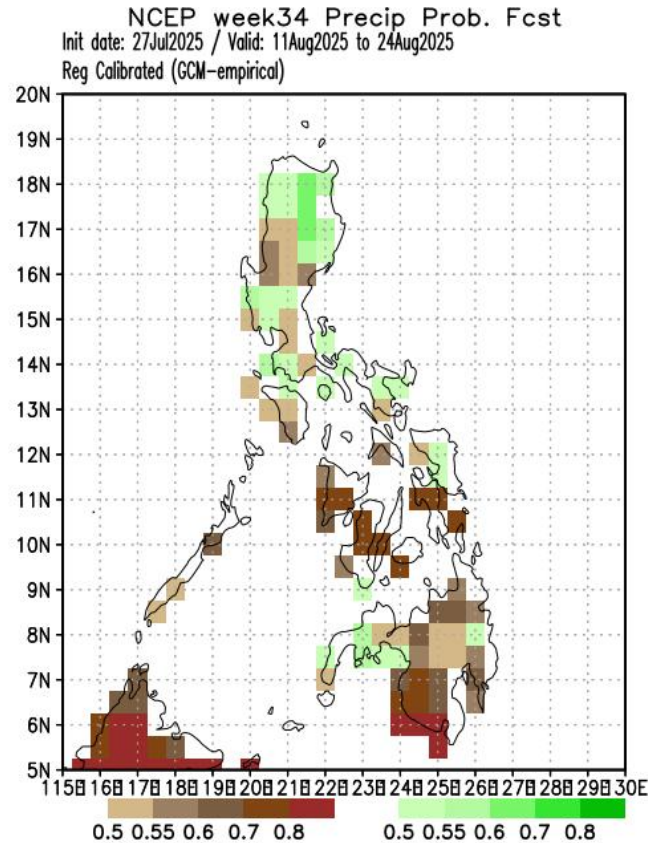 NCEP week34 Precip Prob. Fcst
Init date: 27Jul2025 / Valid: 11Aug2025 to 24Aug2025
Reg Calibrated (GCM-empirical)
20N
19N
18N
17N
16N
15N
14N
13N
12N
11N
10N
9N
8N
7N
6N
5N
115E 116E 117E 118E 119E 120E 121E 122E 123E 124E 125E 126E 127E 128E 129E 130E
0.5 0.55 0.6 0.7 0.8 0.5 0.55 0.6 0.7 0.8